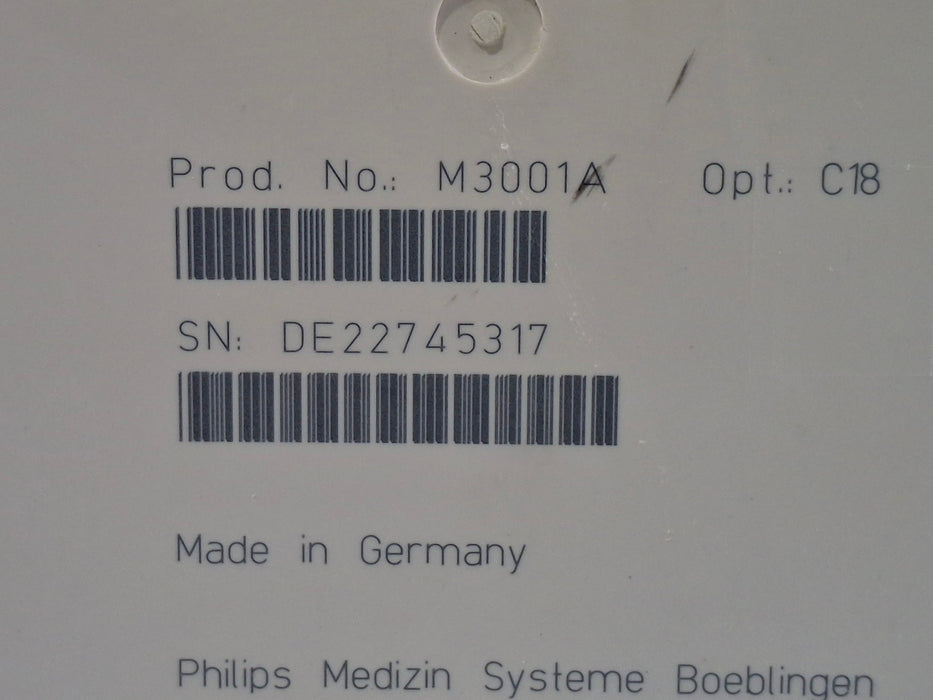 Prod. No.: M3001A Opt.: C18
SN: DE22745317
Made in Germany
Philips Medizin Systeme Boeblingen